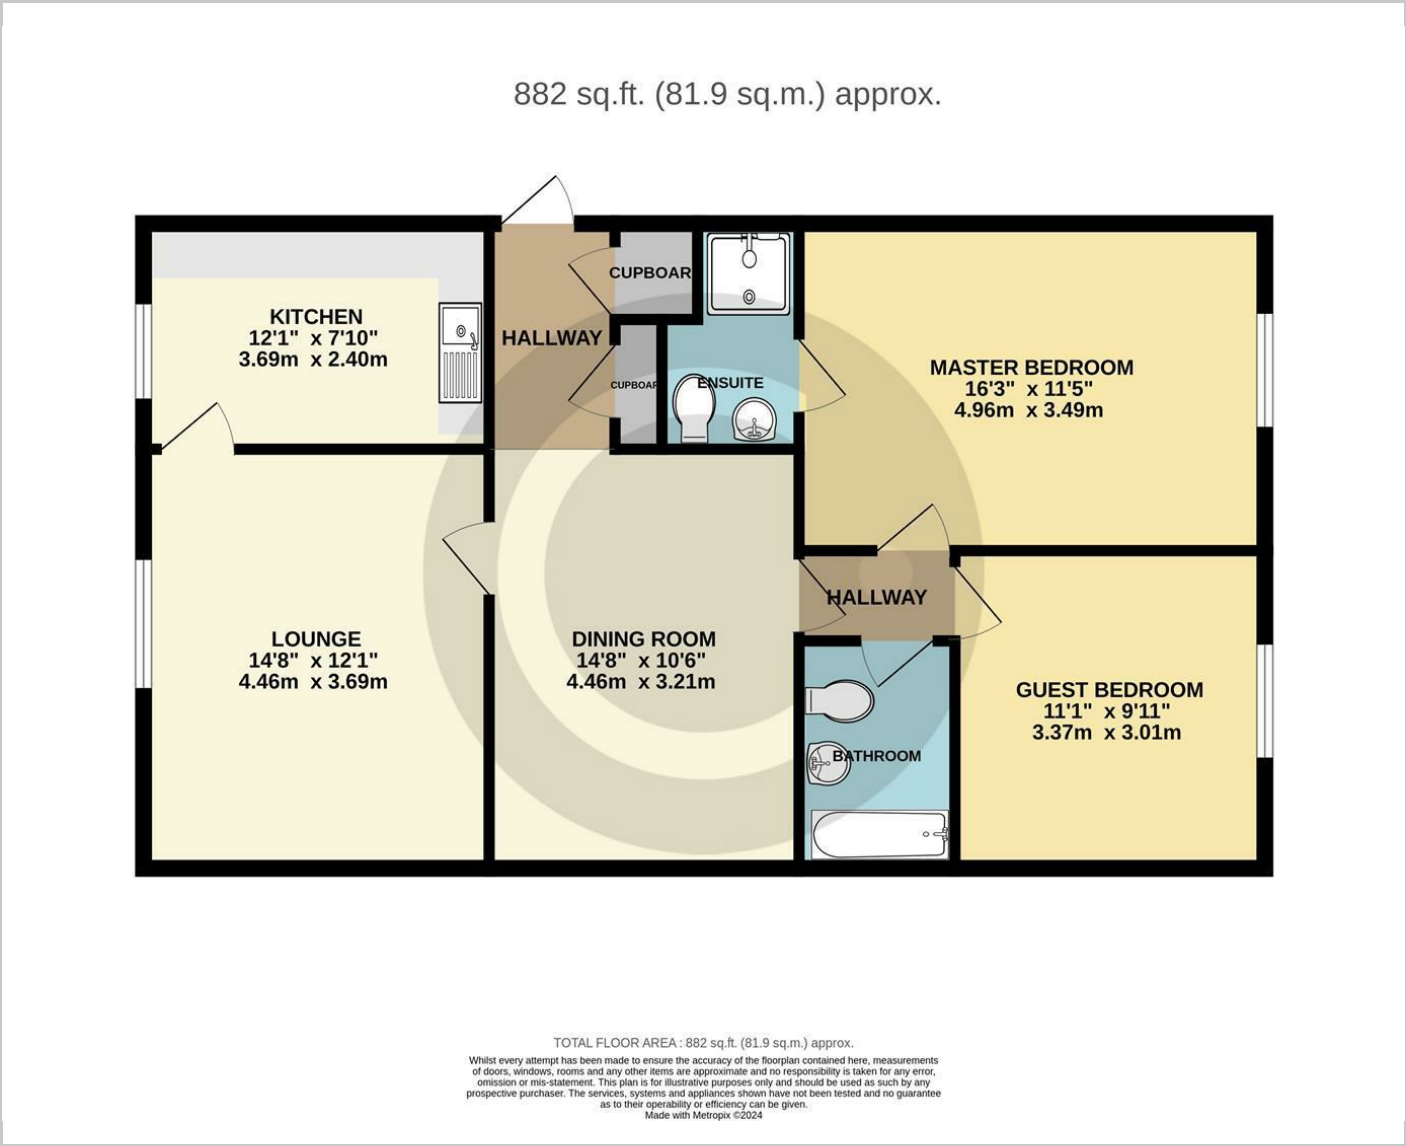 882 sq.ft. (81.9 sq.m.) approx.
KITCHEN
12'1" x 7'10"
3.69m x 2.40m
HALLWAY
CUPBOAR
CUPBOAR
ENSUITE
MASTER BEDROOM
16'3" x 11'5"
4.96m x 3.49m
LOUNGE
14'8" x 12'1"
4.46m x 3.69m
DINING ROOM
14'8" x 10'6"
4.46m x 3.21m
HALLWAY
BATHROOM
GUEST BEDROOM
11'1" x 9'11"
3.37m x 3.01m
TOTAL FLOOR AREA : 882 sq.ft. (81.9 sq.m.) approx.
Whilst every attempt has been made to ensure the accuracy of the floorplan contained here, measurements
of doors, windows, rooms and any other items are approximate and no responsibility is taken for any error,
omission or mis-statement. This plan is for illustrative purposes only and should be used as such by any
prospective purchaser. The services, systems and appliances shown have not been tested and no guarantee
as to their operability or efficiency can be given.
Made with Metropix ©2024